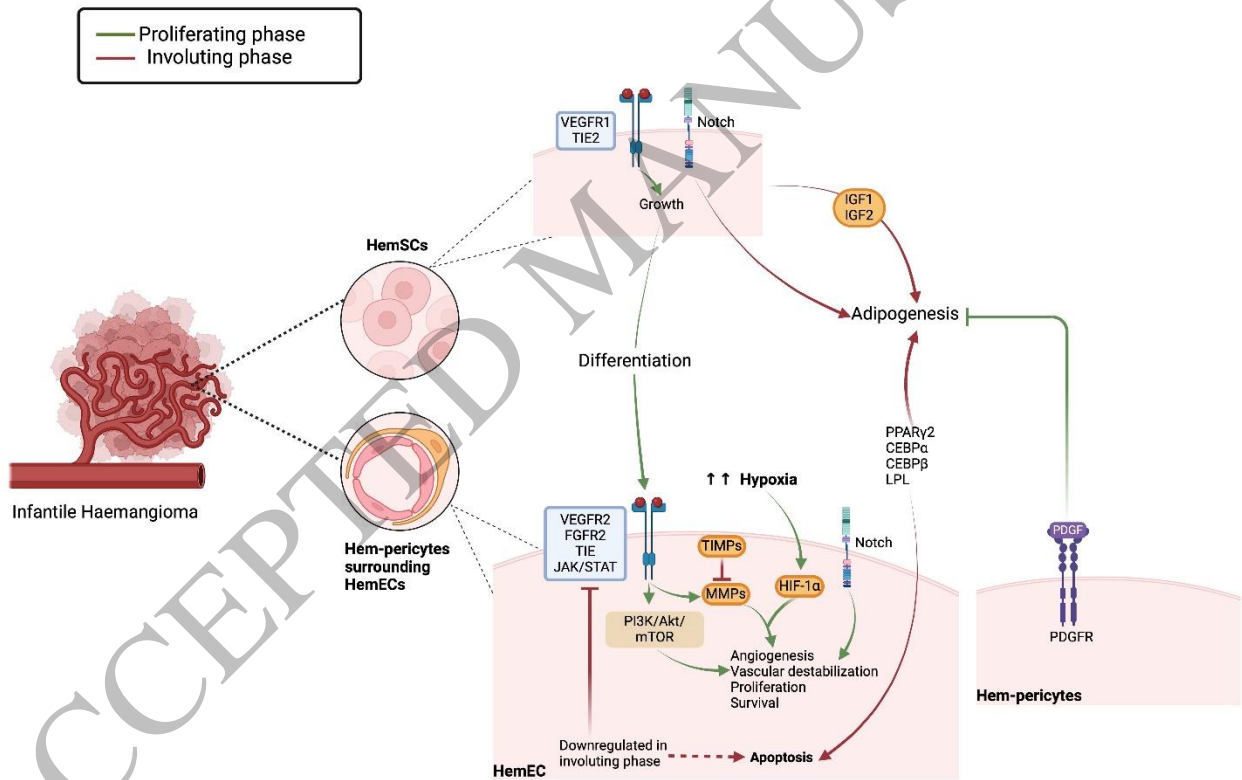 Proliferating phase
Involuting phase
CCEPTED MANU
VEGFR1
TIE2
Notch
Growth
IGF1
IGF2
HemSCs
Adipogenesis
Differentiation
Infantile Haemangioma
Hem-pericytes
surrounding
HemECs
PPARγ2
CEBPα
CEBPβ
LPL
↑↑ Hypoxia
VEGFR2
FGFR2
TIE
JAK/STAT
TIMPs
MMPs
HIF-1α
Notch
PDGF
PDGFR
PI3K/Akt/
mTOR
Angiogenesis
Vascular destabilization
Proliferation
Survival
Hem-pericytes
Downregulated in
involuting phase
Apoptosis
HemEC